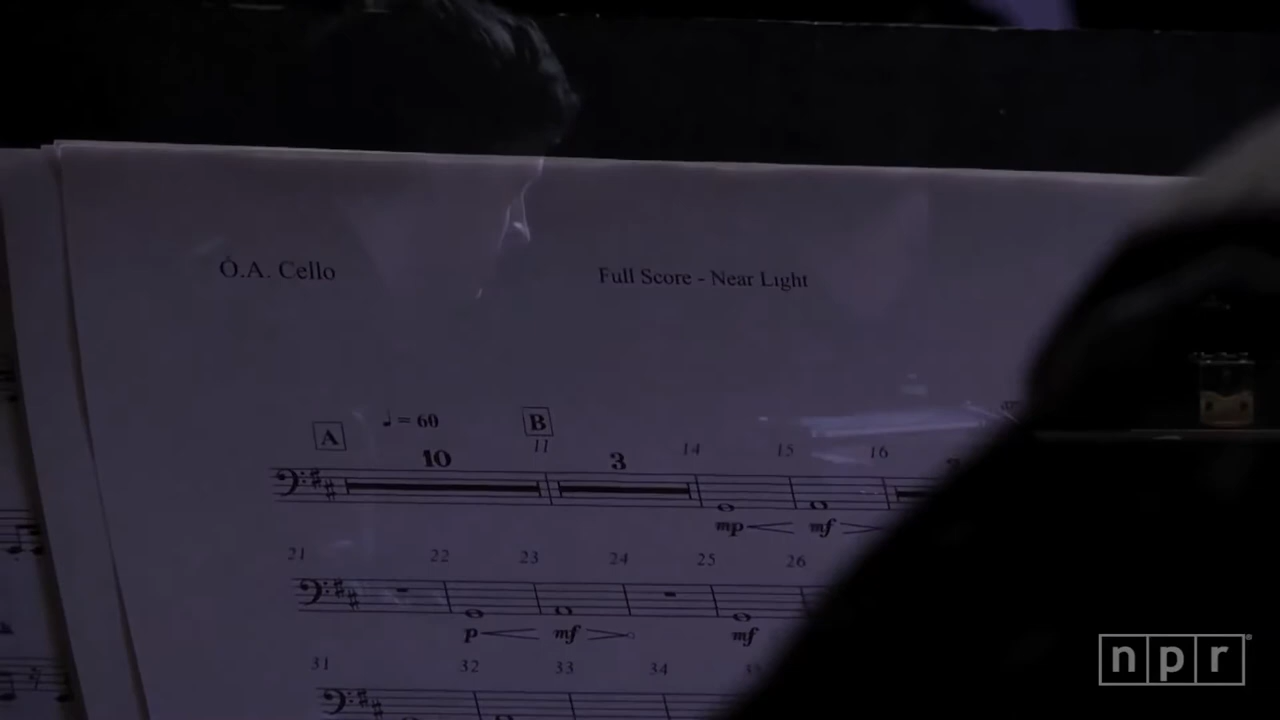 Ó.A. Cello
Full Score - Near Light
A
♩ = 60
B
10
11
3
14
15
16
mp
mf
21
22
23
24
25
26
p
mf
mf
31
32
33
34
npr®